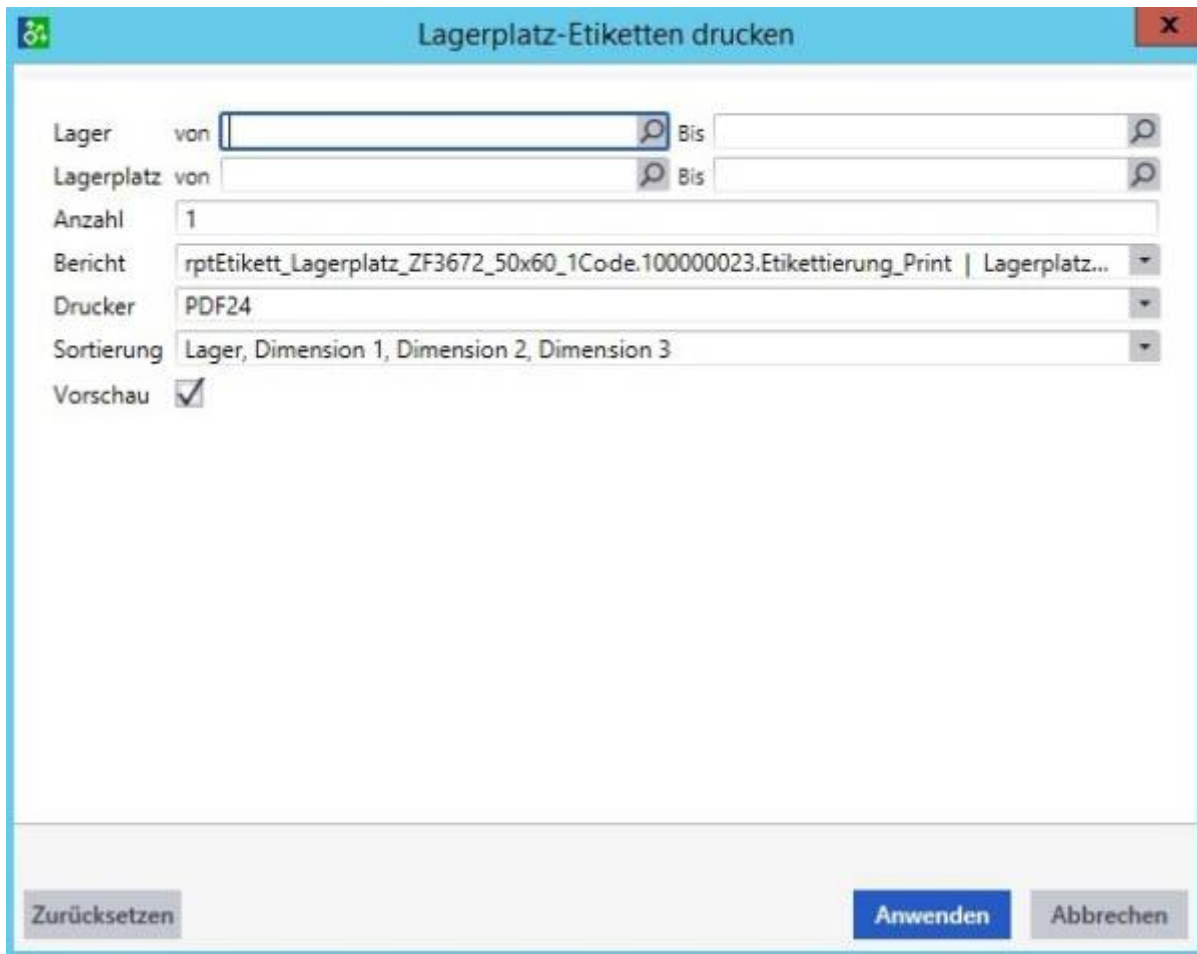 Lagerplatz-Etiketten drucken
Lager von Bis
Lagerplatz von Bis
Anzahl 1
Bericht rptEtikett_Lagerplatz_ZF3672_50x60_1Code.100000023.Etikettierung_Print | Lagerplatz...
Drucker PDF24
Sortierung Lager, Dimension 1, Dimension 2, Dimension 3
Vorschau
Zurücksetzen Anwenden Abbrechen